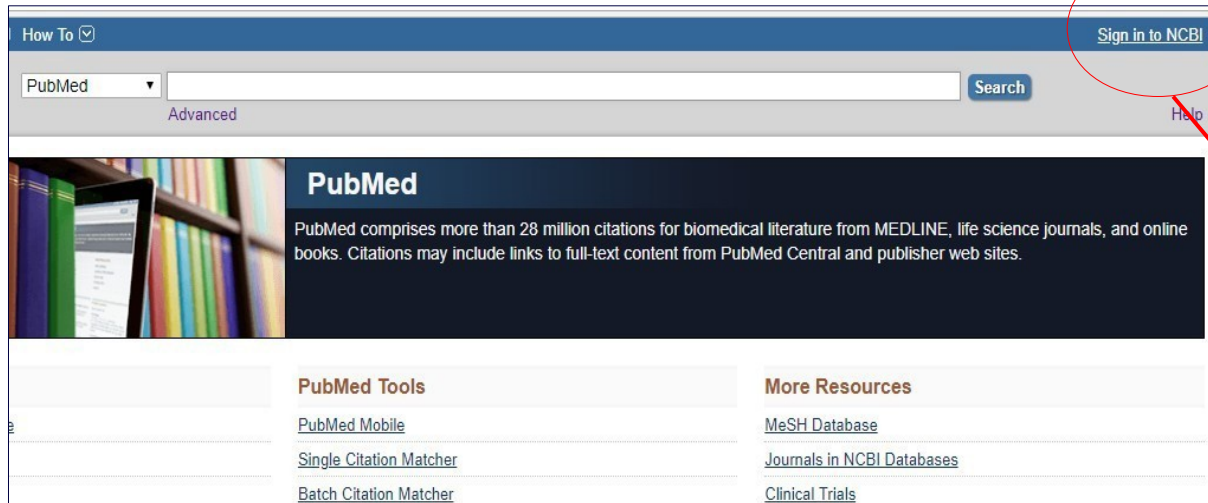 How To
Sign in to NCBI
PubMed
Search
Advanced
Help
PubMed
PubMed comprises more than 28 million citations for biomedical literature from MEDLINE, life science journals, and online
books. Citations may include links to full-text content from PubMed Central and publisher web sites.
PubMed Tools
More Resources
PubMed Mobile
MeSH Database
Single Citation Matcher
Journals in NCBI Databases
Batch Citation Matcher
Clinical Trials